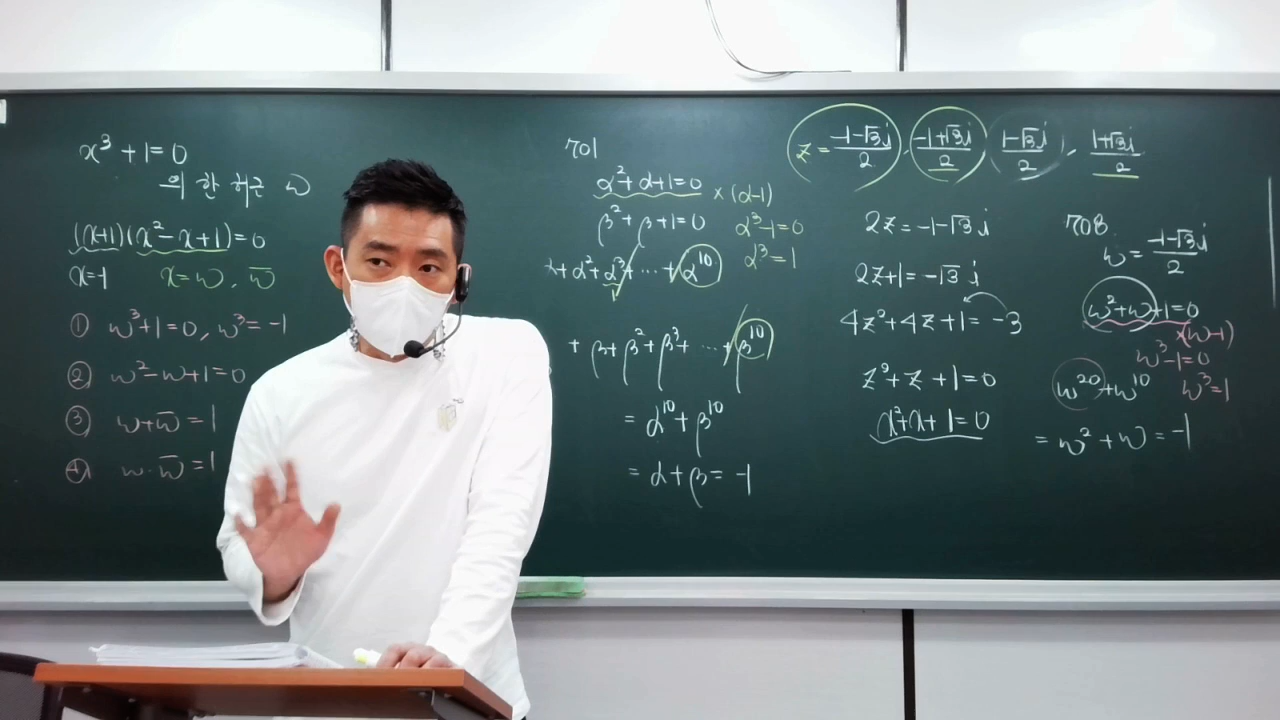 x³+1=0
의 한 허근 ω
(x+1)(x²-x+1)=0
x=-1 x=ω, ω̅
① ω³+1=0, ω³=-1
② ω²-ω+1=0
③ ω+ω̅=1
④ ω·ω̅=1
701
α²+α+1=0 ×(α-1)
β²+β+1=0 α³-1=0
α+α²+α³+⋯+α¹⁰ α³=1
+ β+β²+β³+⋯+β¹⁰
= α¹⁰+β¹⁰
= α+β=-1
z = (-1-√3i)/2, (-1+√3i)/2, (1-√3i)/2, (1+√3i)/2
2z=-1-√3i
2z+1=-√3i
4z²+4z+1=-3
z²+z+1=0
x²+x+1=0
708
ω=(-1-√3i)/2
ω²+ω+1=0
×(ω-1)
ω³-1=0
ω³=1
ω²⁰+ω¹⁰
=ω²+ω=-1